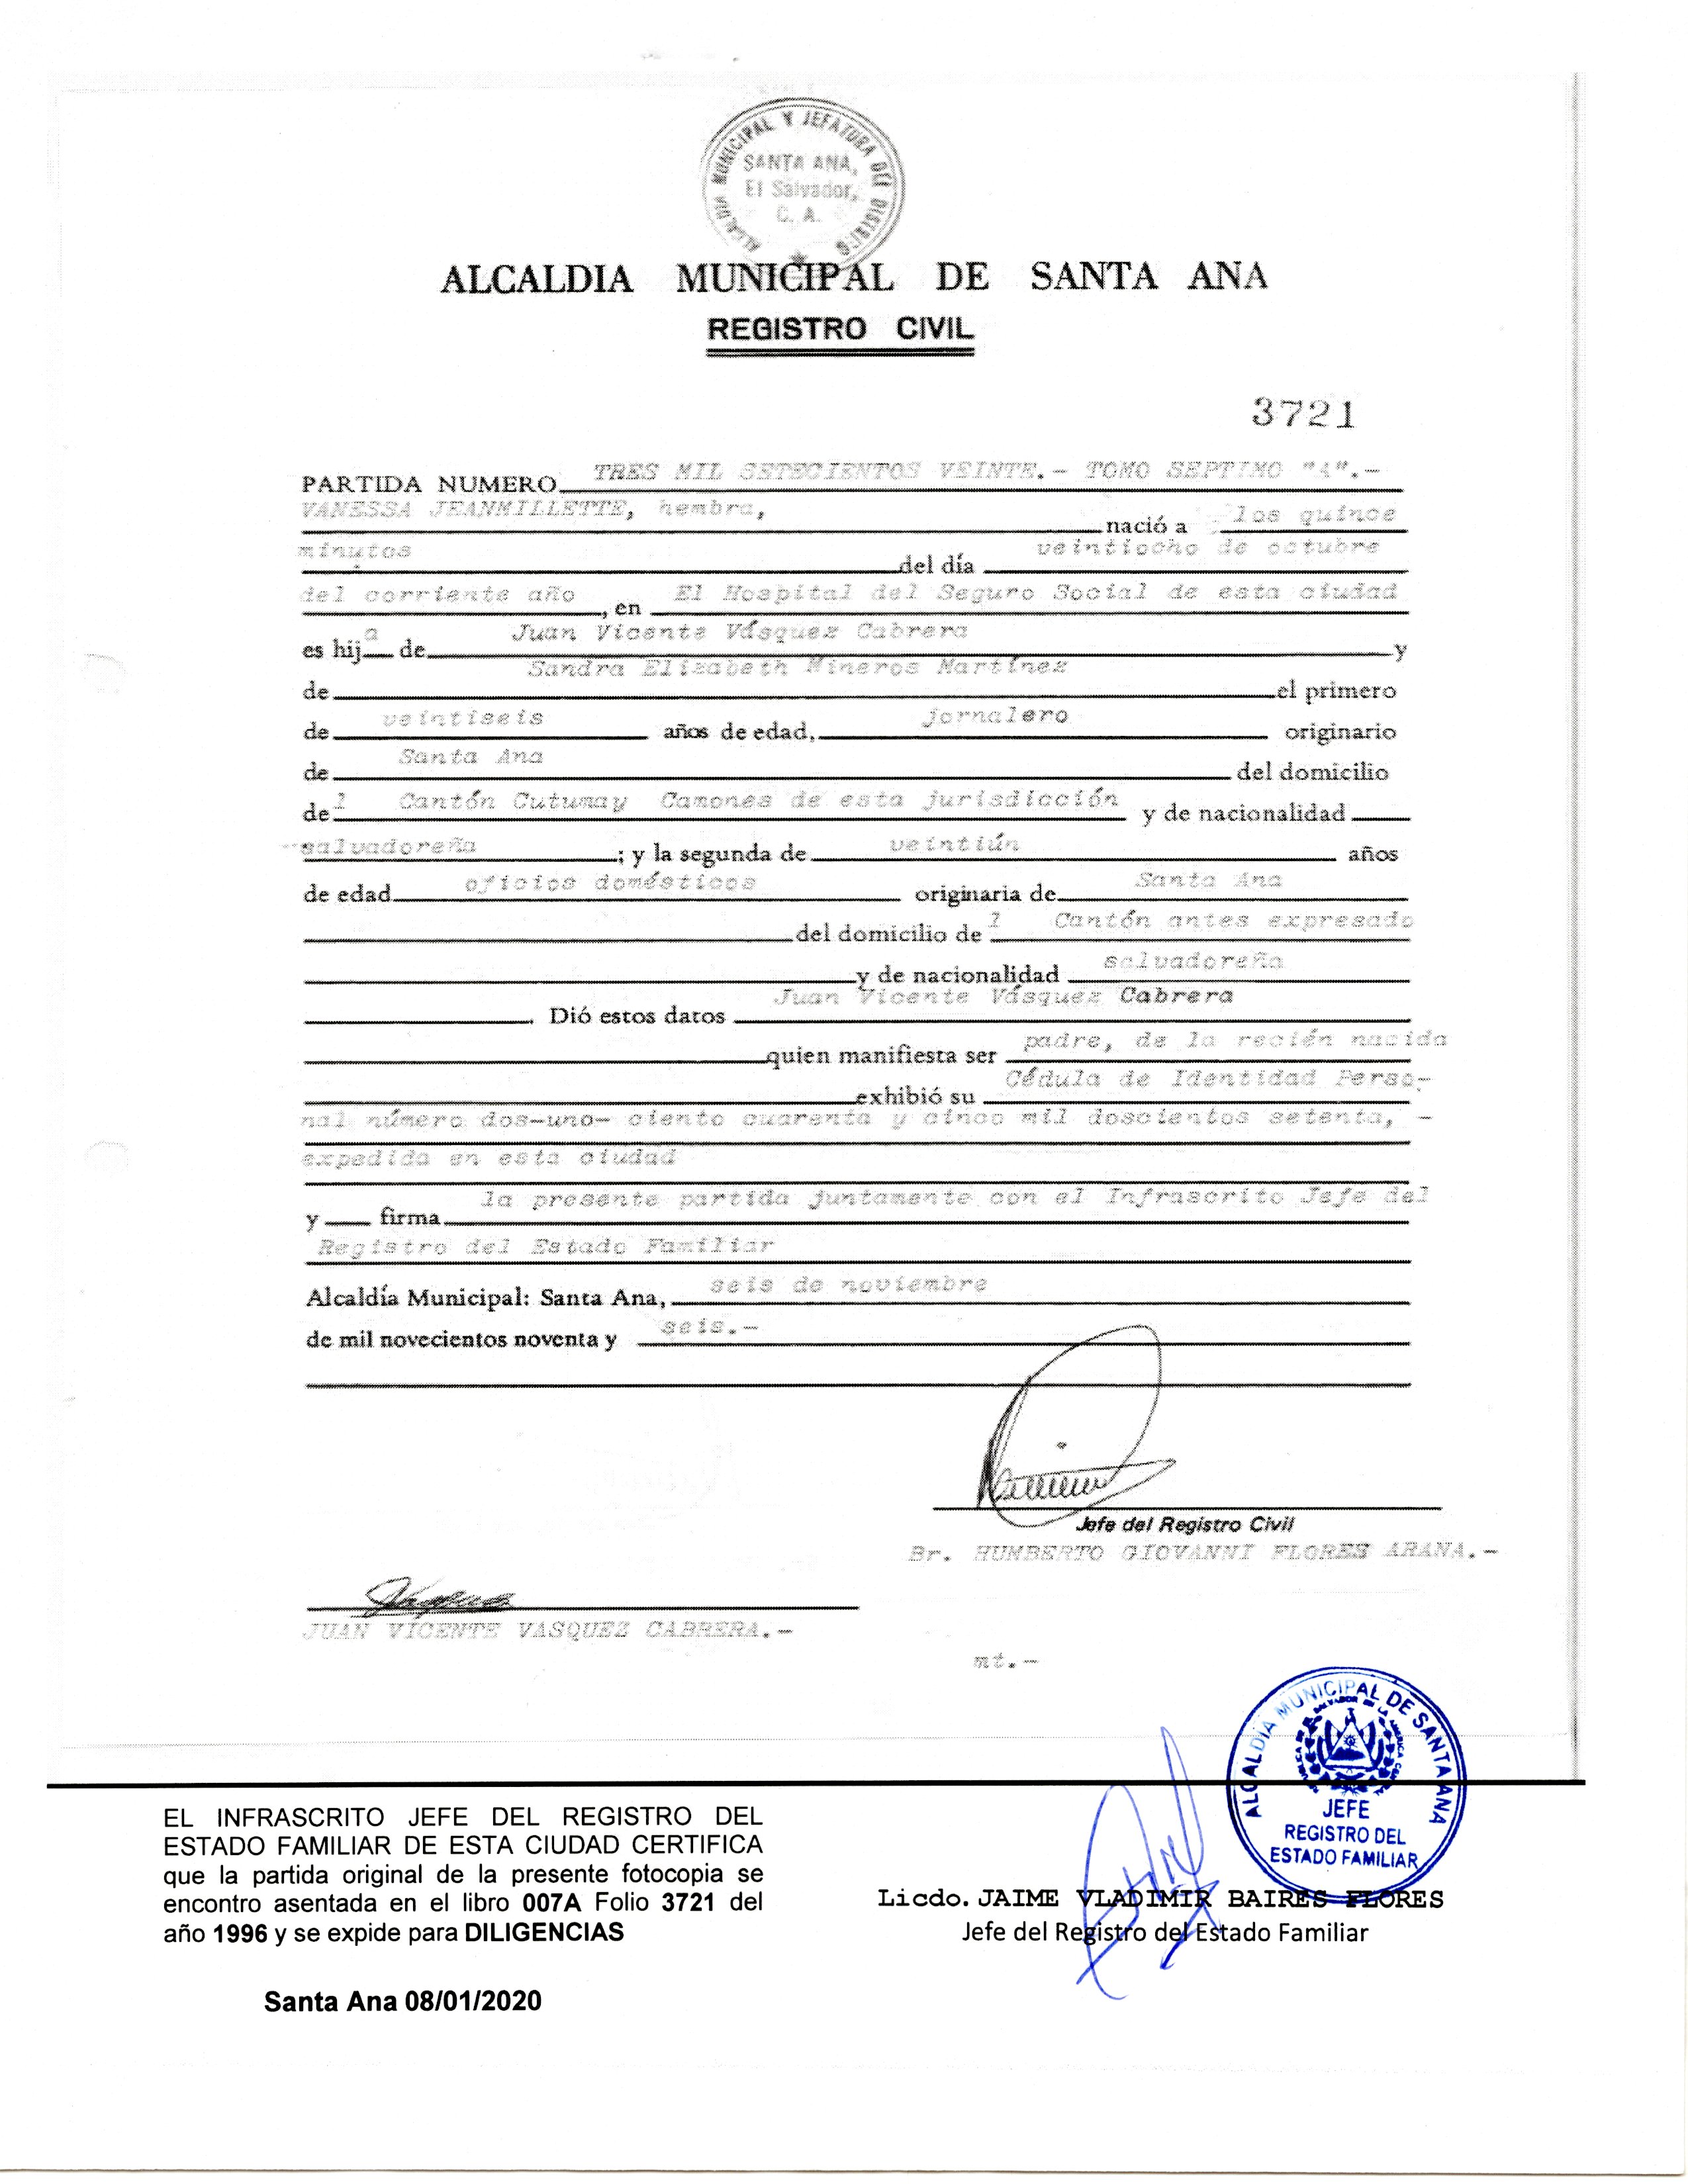 ALCALDIA MUNICIPAL Y JEFATURA DEL DISTRITO
SANTA ANA,
El Salvador,
C. A.
ALCALDIA MUNICIPAL DE SANTA ANA
REGISTRO CIVIL
3721
PARTIDA NUMERO TRES MIL SETECIENTOS VEINTE.- TOMO SEPTIMO "A".-
VANESSA JEANMILLETTE, hembra, nació a los quince
minutos del día veintiocho de octubre
del corriente año, en El Hospital del Seguro Social de esta ciudad
es hija de Juan Vicente Vásquez Cabrera y
de Sandra Elizabeth Mineros Martínez el primero
de veintiseis años de edad, jornalero originario
de Santa Ana del domicilio
del Cantón Cutumay Camones de esta jurisdicción y de nacionalidad
salvadoreña; y la segunda de veintiún años
de edad oficios domésticos originaria de Santa Ana
del domicilio del Cantón antes expresado
y de nacionalidad salvadoreña
Dió estos datos Juan Vicente Vásquez Cabrera
quien manifiesta ser padre, de la recién nacida
exhibió su Cédula de Identidad Perso-
nal número dos-uno- ciento cuarenta y cinco mil doscientos setenta, -
expedida en esta ciudad
y firma la presente partida juntamente con el Infrascrito Jefe del
Registro del Estado Familiar
Alcaldía Municipal: Santa Ana, seis de noviembre
de mil novecientos noventa y seis.-
Jefe del Registro Civil
Br. HUMBERTO GIOVANNI FLORES ARANA.-
Vasquez
JUAN VICENTE VASQUEZ CABRERA.-
mt.-
ALCALDIA MUNICIPAL DE SANTA ANA
REPUBLICA DE EL SALVADOR EN LA AMERICA CENTRAL
JEFE
REGISTRO DEL
ESTADO FAMILIAR
EL INFRASCRITO JEFE DEL REGISTRO DEL
ESTADO FAMILIAR DE ESTA CIUDAD CERTIFICA
que la partida original de la presente fotocopia se
encontro asentada en el libro 007A Folio 3721 del
año 1996 y se expide para DILIGENCIAS
Licdo. JAIME VLADIMIR BAIRES FLORES
Jefe del Registro del Estado Familiar
Santa Ana 08/01/2020